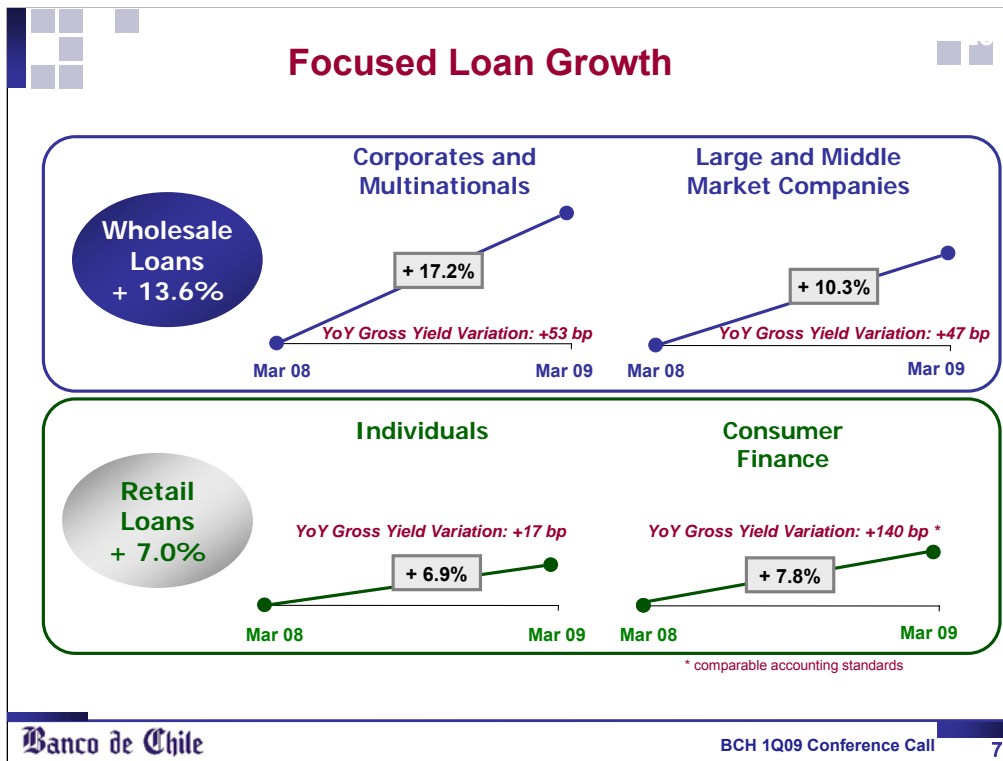 Focused Loan Growth
Wholesale
Loans
+ 13.6%
Corporates and
Multinationals
+ 17.2%
YoY Gross Yield Variation: +53 bp
Mar 08
Mar 09
Large and Middle
Market Companies
+ 10.3%
YoY Gross Yield Variation: +47 bp
Mar 08
Mar 09
Retail
Loans
+ 7.0%
Individuals
YoY Gross Yield Variation: +17 bp
+ 6.9%
Mar 08
Mar 09
Consumer
Finance
YoY Gross Yield Variation: +140 bp *
+ 7.8%
Mar 08
Mar 09
* comparable accounting standards
Banco de Chile
BCH 1Q09 Conference Call
7